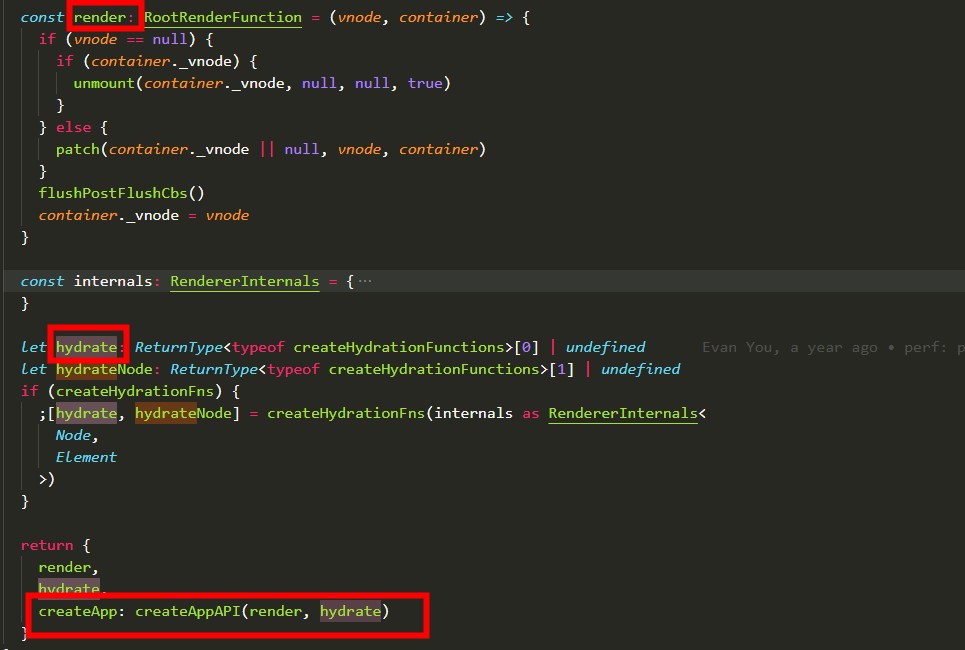 const render: RootRenderFunction = (vnode, container) => {
if (vnode == null) {
if (container._vnode) {
unmount(container._vnode, null, null, true)
}
} else {
patch(container._vnode || null, vnode, container)
}
flushPostFlushCbs()
container._vnode = vnode
}
const internals: RendererInternals = {⋯
}
let hydrate: ReturnType<typeof createHydrationFunctions>[0] | undefined Evan You, a year ago • perf: p
let hydrateNode: ReturnType<typeof createHydrationFunctions>[1] | undefined
if (createHydrationFns) {
;[hydrate, hydrateNode] = createHydrationFns(internals as RendererInternals<
Node,
Element
>)
}
return {
render,
hydrate,
createApp: createAppAPI(render, hydrate)
}